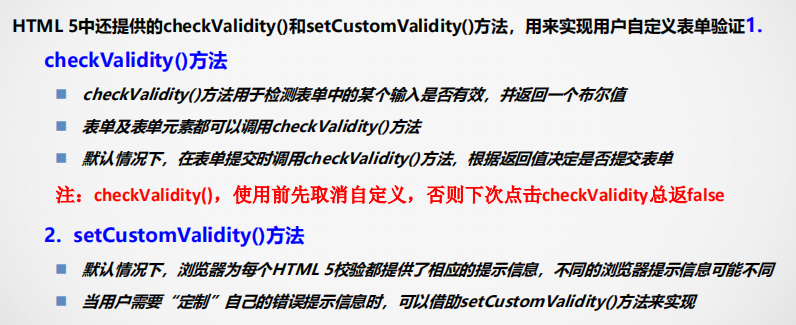 HTML 5中还提供的checkValidity()和setCustomValidity()方法，用来实现用户自定义表单验证1.
checkValidity()方法
checkValidity()方法用于检测表单中的某个输入是否有效，并返回一个布尔值
表单及表单元素都可以调用checkValidity()方法
默认情况下，在表单提交时调用checkValidity()方法，根据返回值决定是否提交表单
注：checkValidity()，使用前先取消自定义，否则下次点击checkValidity总返false
2. setCustomValidity()方法
默认情况下，浏览器为每个HTML 5校验都提供了相应的提示信息，不同的浏览器提示信息可能不同
当用户需要“定制”自己的错误提示信息时，可以借助setCustomValidity()方法来实现